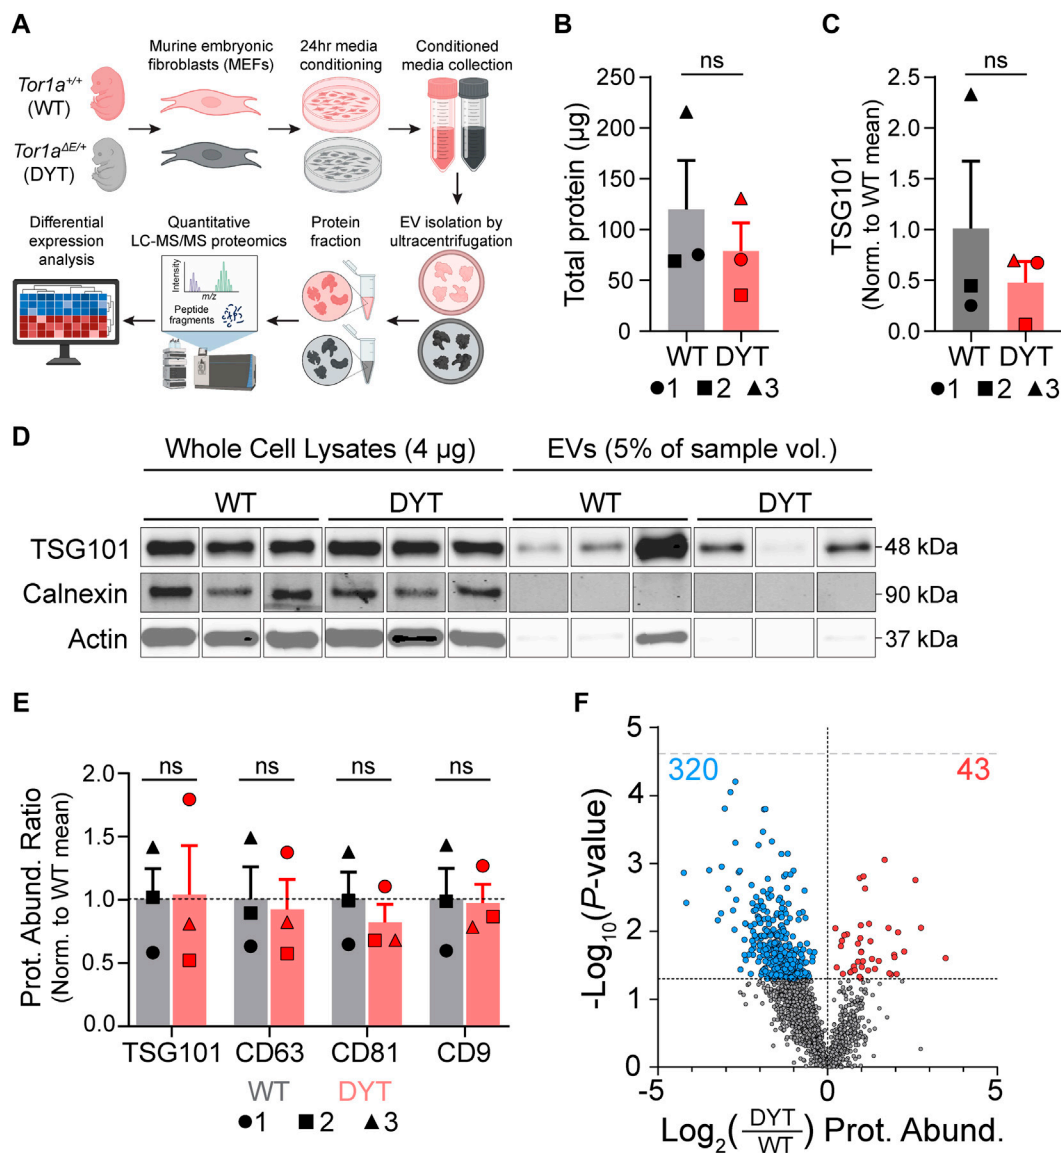 A
Tor1a+/+
(WT)
Tor1aΔE/+
(DYT)
Murine embryonic
fibroblasts (MEFs)
24hr media
conditioning
Conditioned
media collection
Differential
expression
analysis
Quantitative
LC-MS/MS proteomics
Intensity
m/z
Peptide
fragments
Protein
fraction
EV isolation by
ultracentrifugation
B
ns
Total protein (µg)
250
200
150
100
50
0
WT DYT
1 2 3
C
ns
TSG101
(Norm. to WT mean)
2.5
2.0
1.5
1.0
0.5
0.0
WT DYT
1 2 3
D
Whole Cell Lysates (4 µg) EVs (5% of sample vol.)
WT DYT WT DYT
TSG101 48 kDa
Calnexin 90 kDa
Actin 37 kDa
E
Prot. Abund. Ratio
(Norm. to WT mean)
ns ns ns ns
2.0
1.5
1.0
0.5
0.0
TSG101 CD63 CD81 CD9
WT DYT
1 2 3
F
-Log10(P-value)
5
4
3
2
1
0
320 43
-5 0 5
Log2(DYT/WT) Prot. Abund.